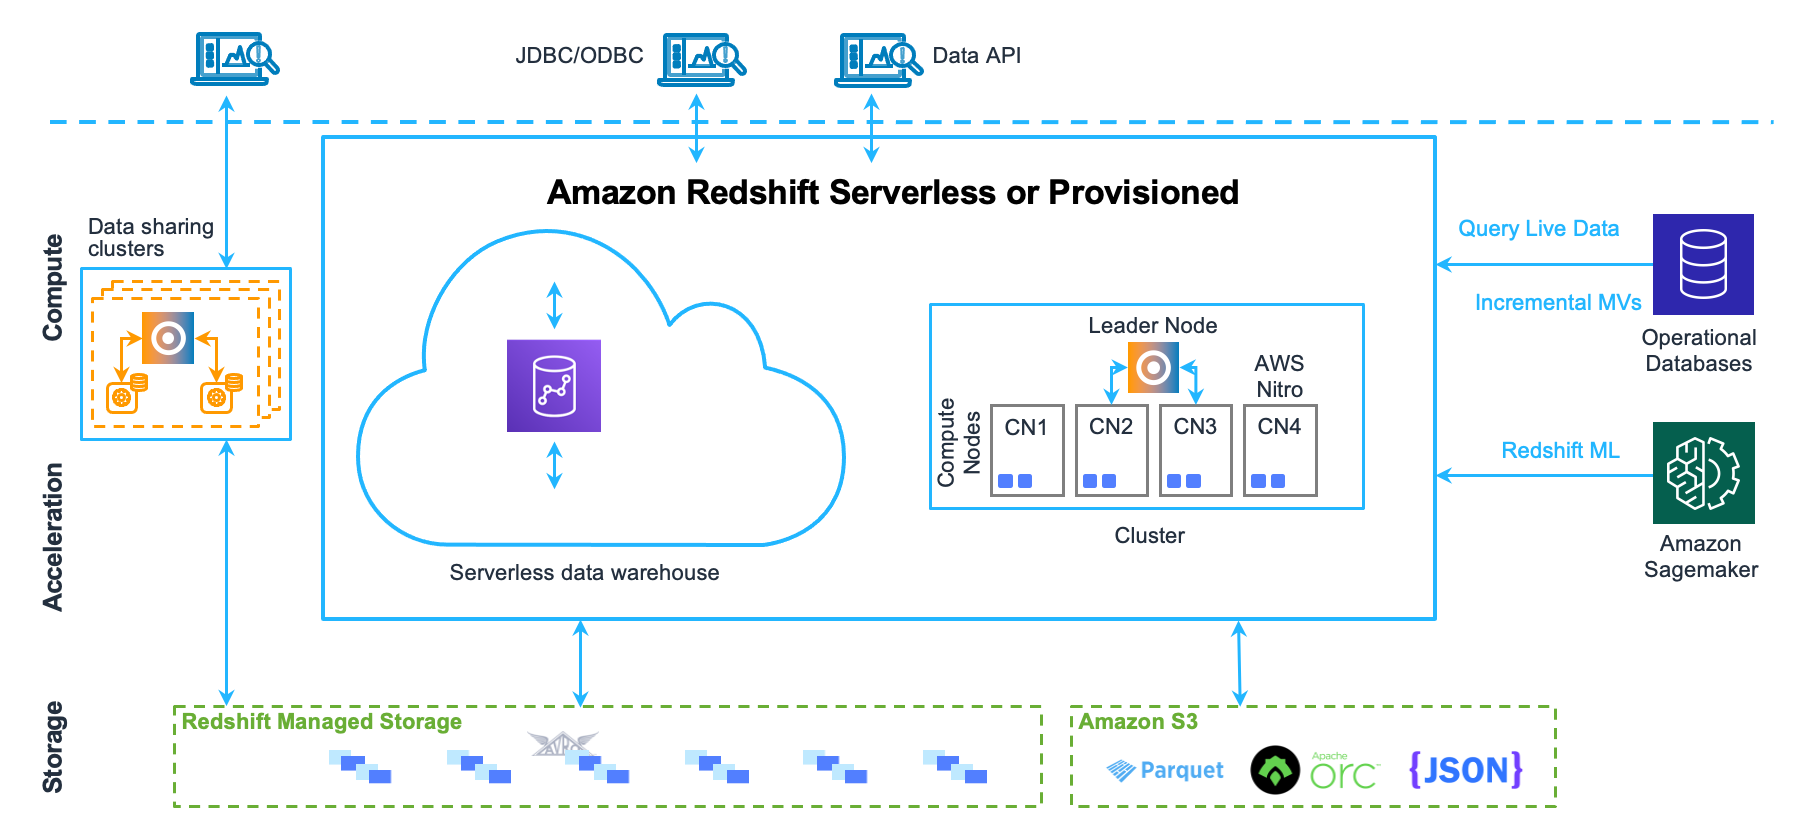 JDBC/ODBC
Data API
Amazon Redshift Serverless or Provisioned
Compute
Data sharing
clusters
Query Live Data
Incremental MVs
Operational
Databases
Leader Node
AWS
Nitro
Compute
Nodes
CN1
CN2
CN3
CN4
Cluster
Serverless data warehouse
Redshift ML
Amazon
Sagemaker
Acceleration
Storage
Redshift Managed Storage
AVRO
Amazon S3
Parquet
Apache
orc
{JSON}